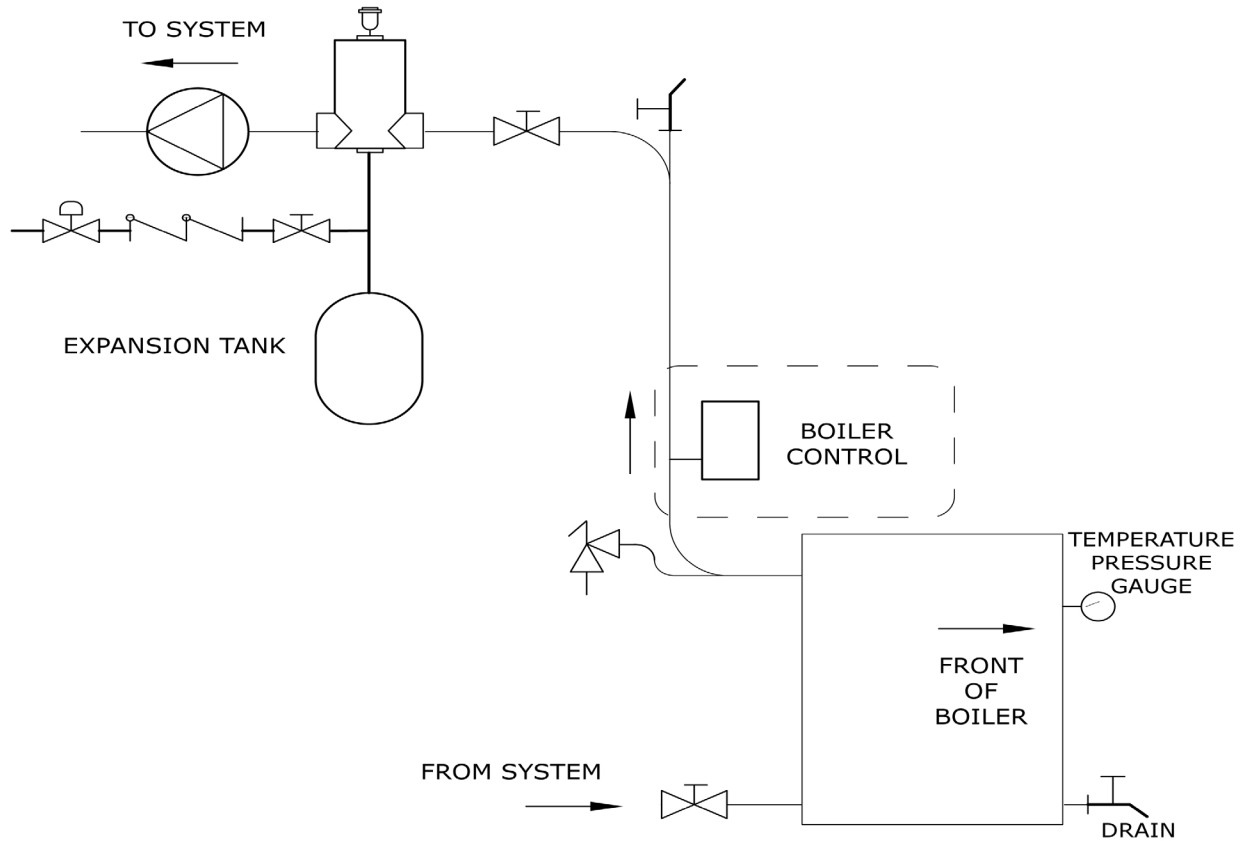 TO SYSTEM
EXPANSION TANK
BOILER
CONTROL
TEMPERATURE
PRESSURE
GAUGE
FRONT
OF
BOILER
FROM SYSTEM
DRAIN